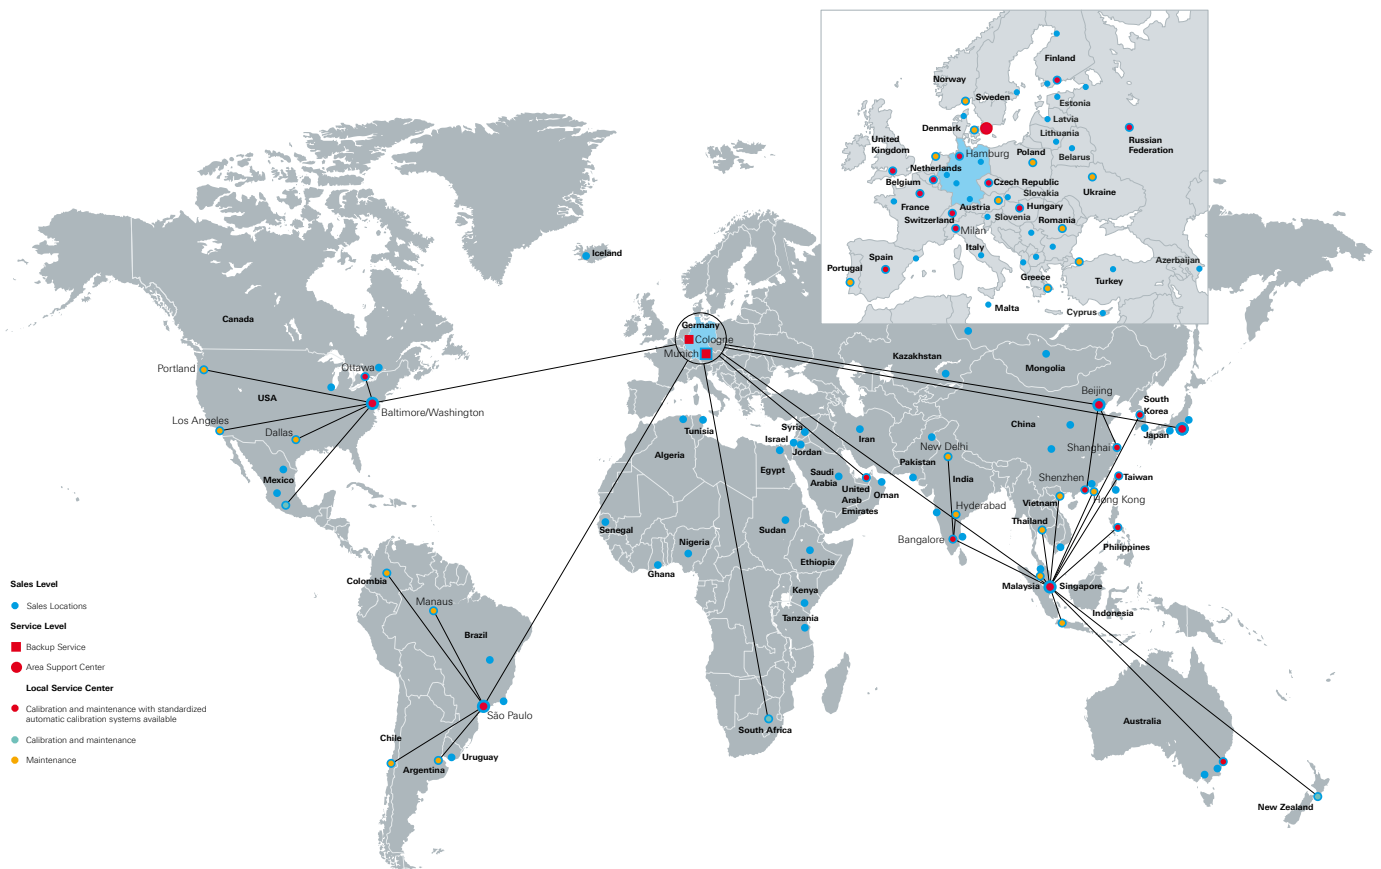 Finland
Norway
Sweden
Estonia
Latvia
Denmark
Lithuania
United
Kingdom
Russian
Federation
Hamburg
Poland
Belarus
Netherlands
Belgium
Czech Republic
Slovakia
Ukraine
France
Austria
Hungary
Switzerland
Slovenia
Romania
Milan
Italy
Spain
Portugal
Azerbaijan
Greece
Turkey
Malta
Cyprus
Iceland
Canada
Germany
Cologne
Munich
Kazakhstan
Mongolia
Portland
Ottawa
USA
Beijing
South
Korea
Baltimore/Washington
Los Angeles
Dallas
Tunisia
Syria
Israel
Jordan
Iran
China
Japan
New Delhi
Shanghai
Algeria
Egypt
Pakistan
Mexico
Saudi
Arabia
United
Arab
Emirates
Oman
India
Shenzhen
Taiwan
Hong Kong
Vietnam
Hyderabad
Thailand
Senegal
Sudan
Nigeria
Bangalore
Philippines
Ethiopia
Ghana
Colombia
Kenya
Malaysia
Singapore
Manaus
Indonesia
Tanzania
Brazil
São Paulo
South Africa
Australia
Chile
Uruguay
Argentina
New Zealand
Sales Level
Sales Locations
Service Level
Backup Service
Area Support Center
Local Service Center
Calibration and maintenance with standardized
automatic calibration systems available
Calibration and maintenance
Maintenance